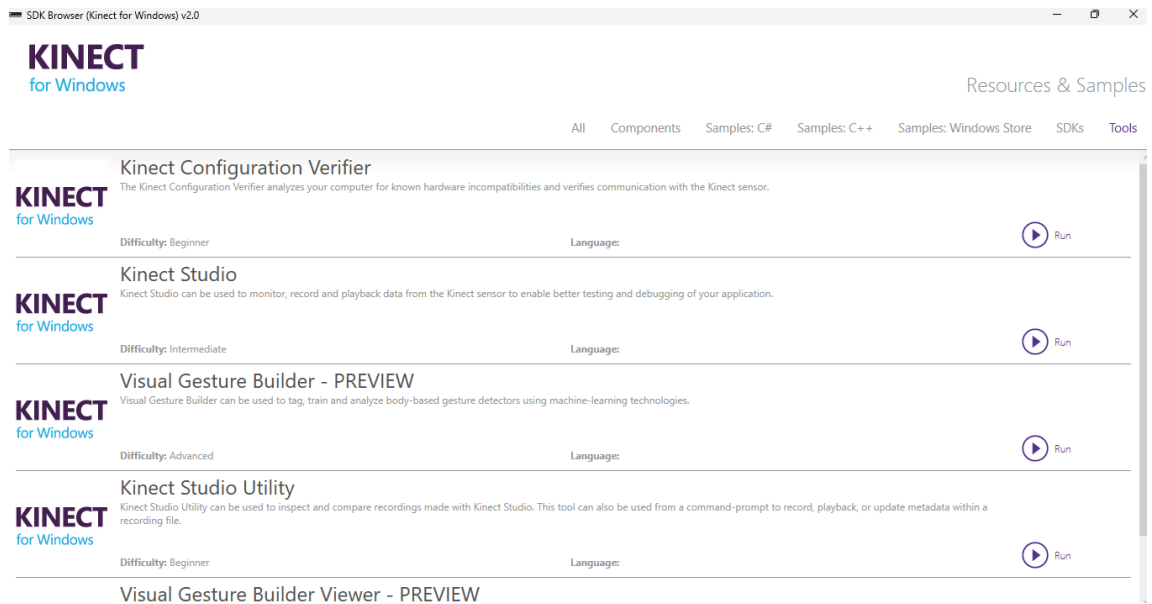 SDK Browser (Kinect for Windows) v2.0
KINECT
for Windows
Resources & Samples
All Components Samples: C# Samples: C++ Samples: Windows Store SDKs Tools
KINECT
for Windows
Kinect Configuration Verifier
The Kinect Configuration Verifier analyzes your computer for known hardware incompatibilities and verifies communication with the Kinect sensor.
Difficulty: Beginner Language: Run
KINECT
for Windows
Kinect Studio
Kinect Studio can be used to monitor, record and playback data from the Kinect sensor to enable better testing and debugging of your application.
Difficulty: Intermediate Language: Run
KINECT
for Windows
Visual Gesture Builder - PREVIEW
Visual Gesture Builder can be used to tag, train and analyze body-based gesture detectors using machine-learning technologies.
Difficulty: Advanced Language: Run
KINECT
for Windows
Kinect Studio Utility
Kinect Studio Utility can be used to inspect and compare recordings made with Kinect Studio. This tool can also be used from a command-prompt to record, playback, or update metadata within a
recording file.
Difficulty: Beginner Language: Run
Visual Gesture Builder Viewer - PREVIEW